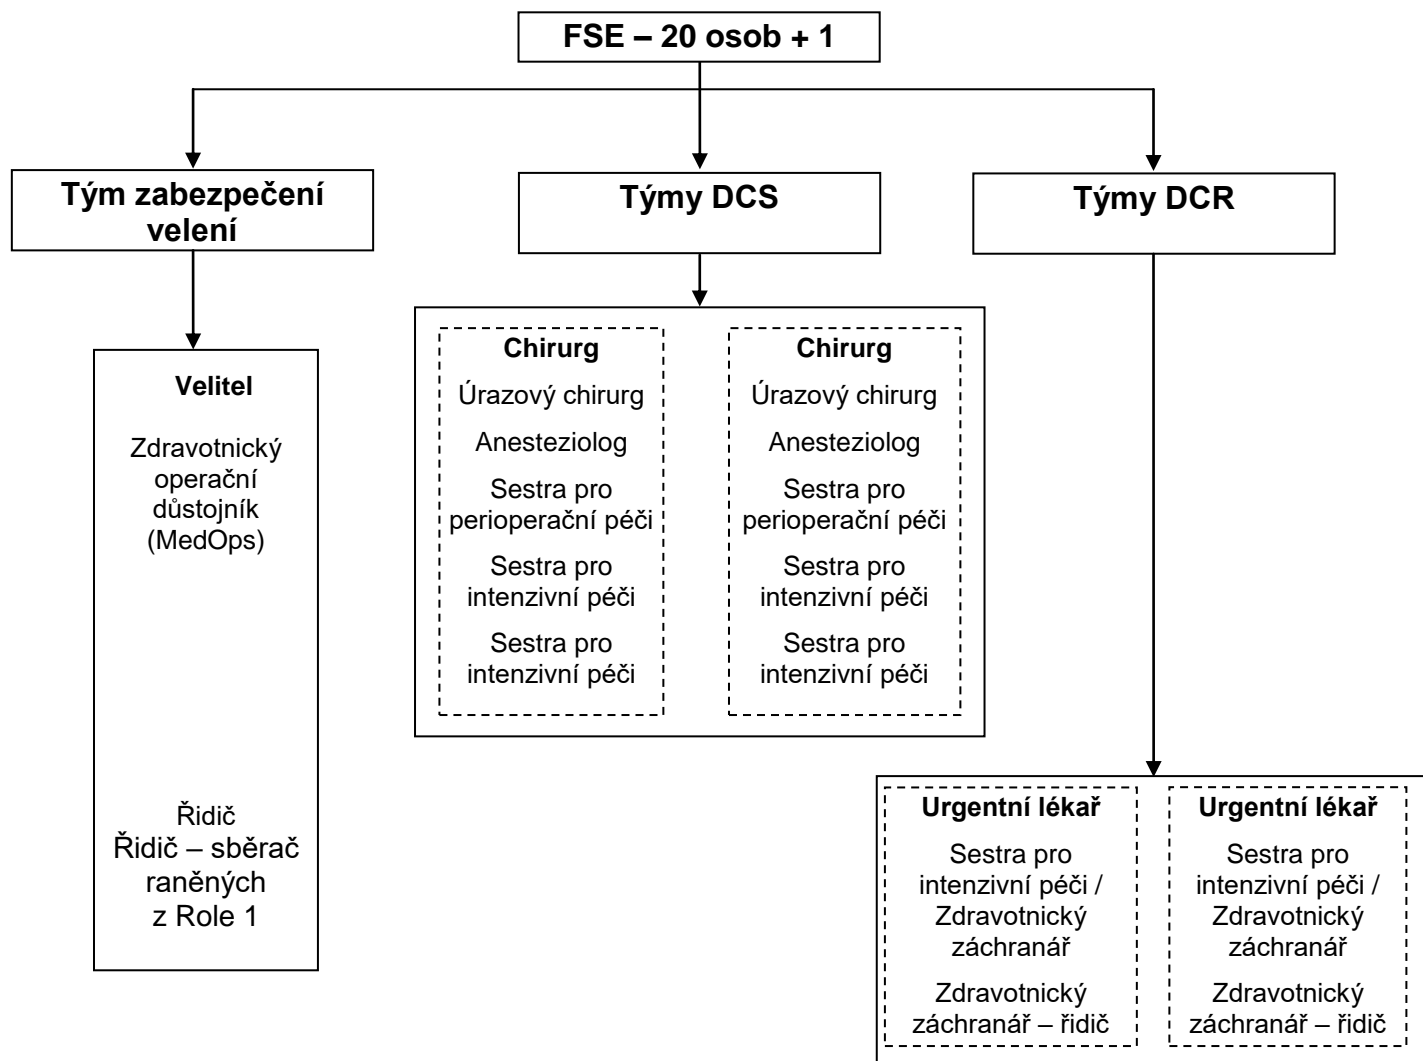 FSE – 20 osob + 1
Tým zabezpečení
velení
Týmy DCS
Týmy DCR
Velitel
Zdravotnický
operační
důstojník
(MedOps)
Řidič
Řidič – sběrač
raněných
z Role 1
Chirurg
Úrazový chirurg
Anesteziolog
Sestra pro
perioperační péči
Sestra pro
intenzivní péči
Sestra pro
intenzivní péči
Chirurg
Úrazový chirurg
Anesteziolog
Sestra pro
perioperační péči
Sestra pro
intenzivní péči
Sestra pro
intenzivní péči
Urgentní lékař
Sestra pro
intenzivní péči /
Zdravotnický
záchranář
Zdravotnický
záchranář – řidič
Urgentní lékař
Sestra pro
intenzivní péči /
Zdravotnický
záchranář
Zdravotnický
záchranář – řidič